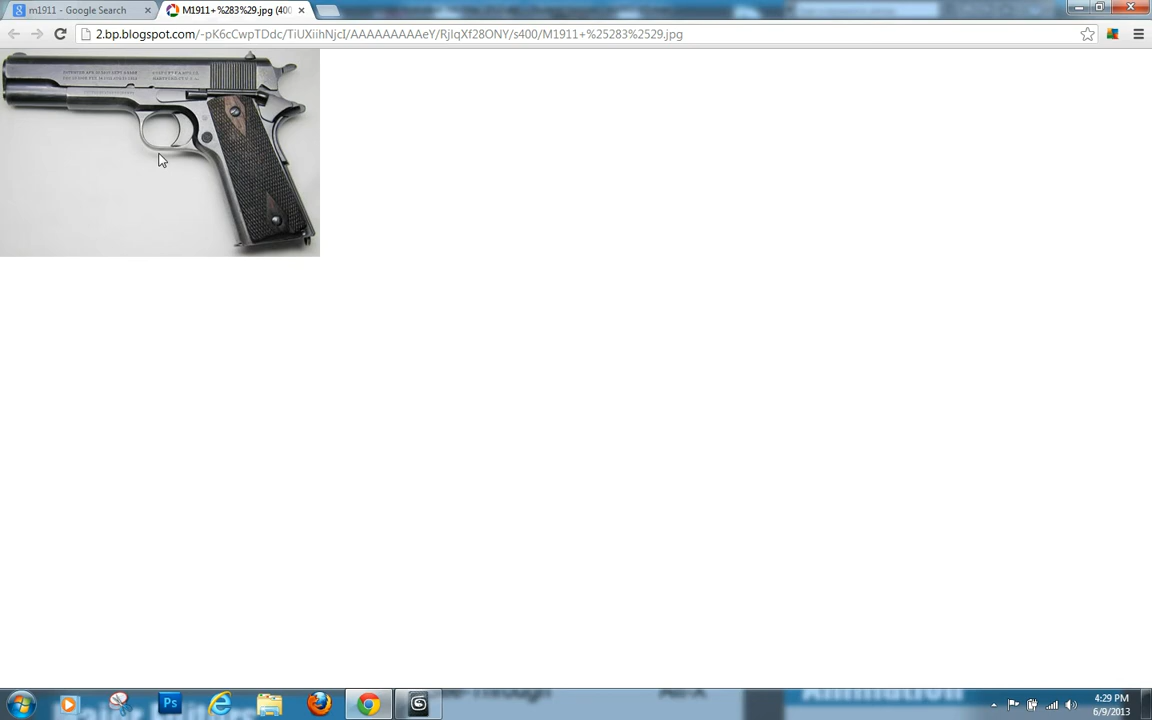 m1911 - Google Search
M1911+%283%29.jpg (400
2.bp.blogspot.com/-pK6cCwpTDdc/TiUXiihNjcI/AAAAAAAAAeY/RjIqXf28ONY/s400/M1911+%25283%2529.jpg
Ps
4:29 PM
6/9/2013